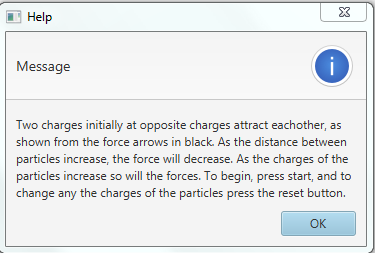 Help
Message
Two charges initially at opposite charges attract eachother, as
shown from the force arrows in black. As the distance between
particles increase, the force will decrease. As the charges of the
particles increase so will the forces. To begin, press start, and to
change any the charges of the particles press the reset button.
OK